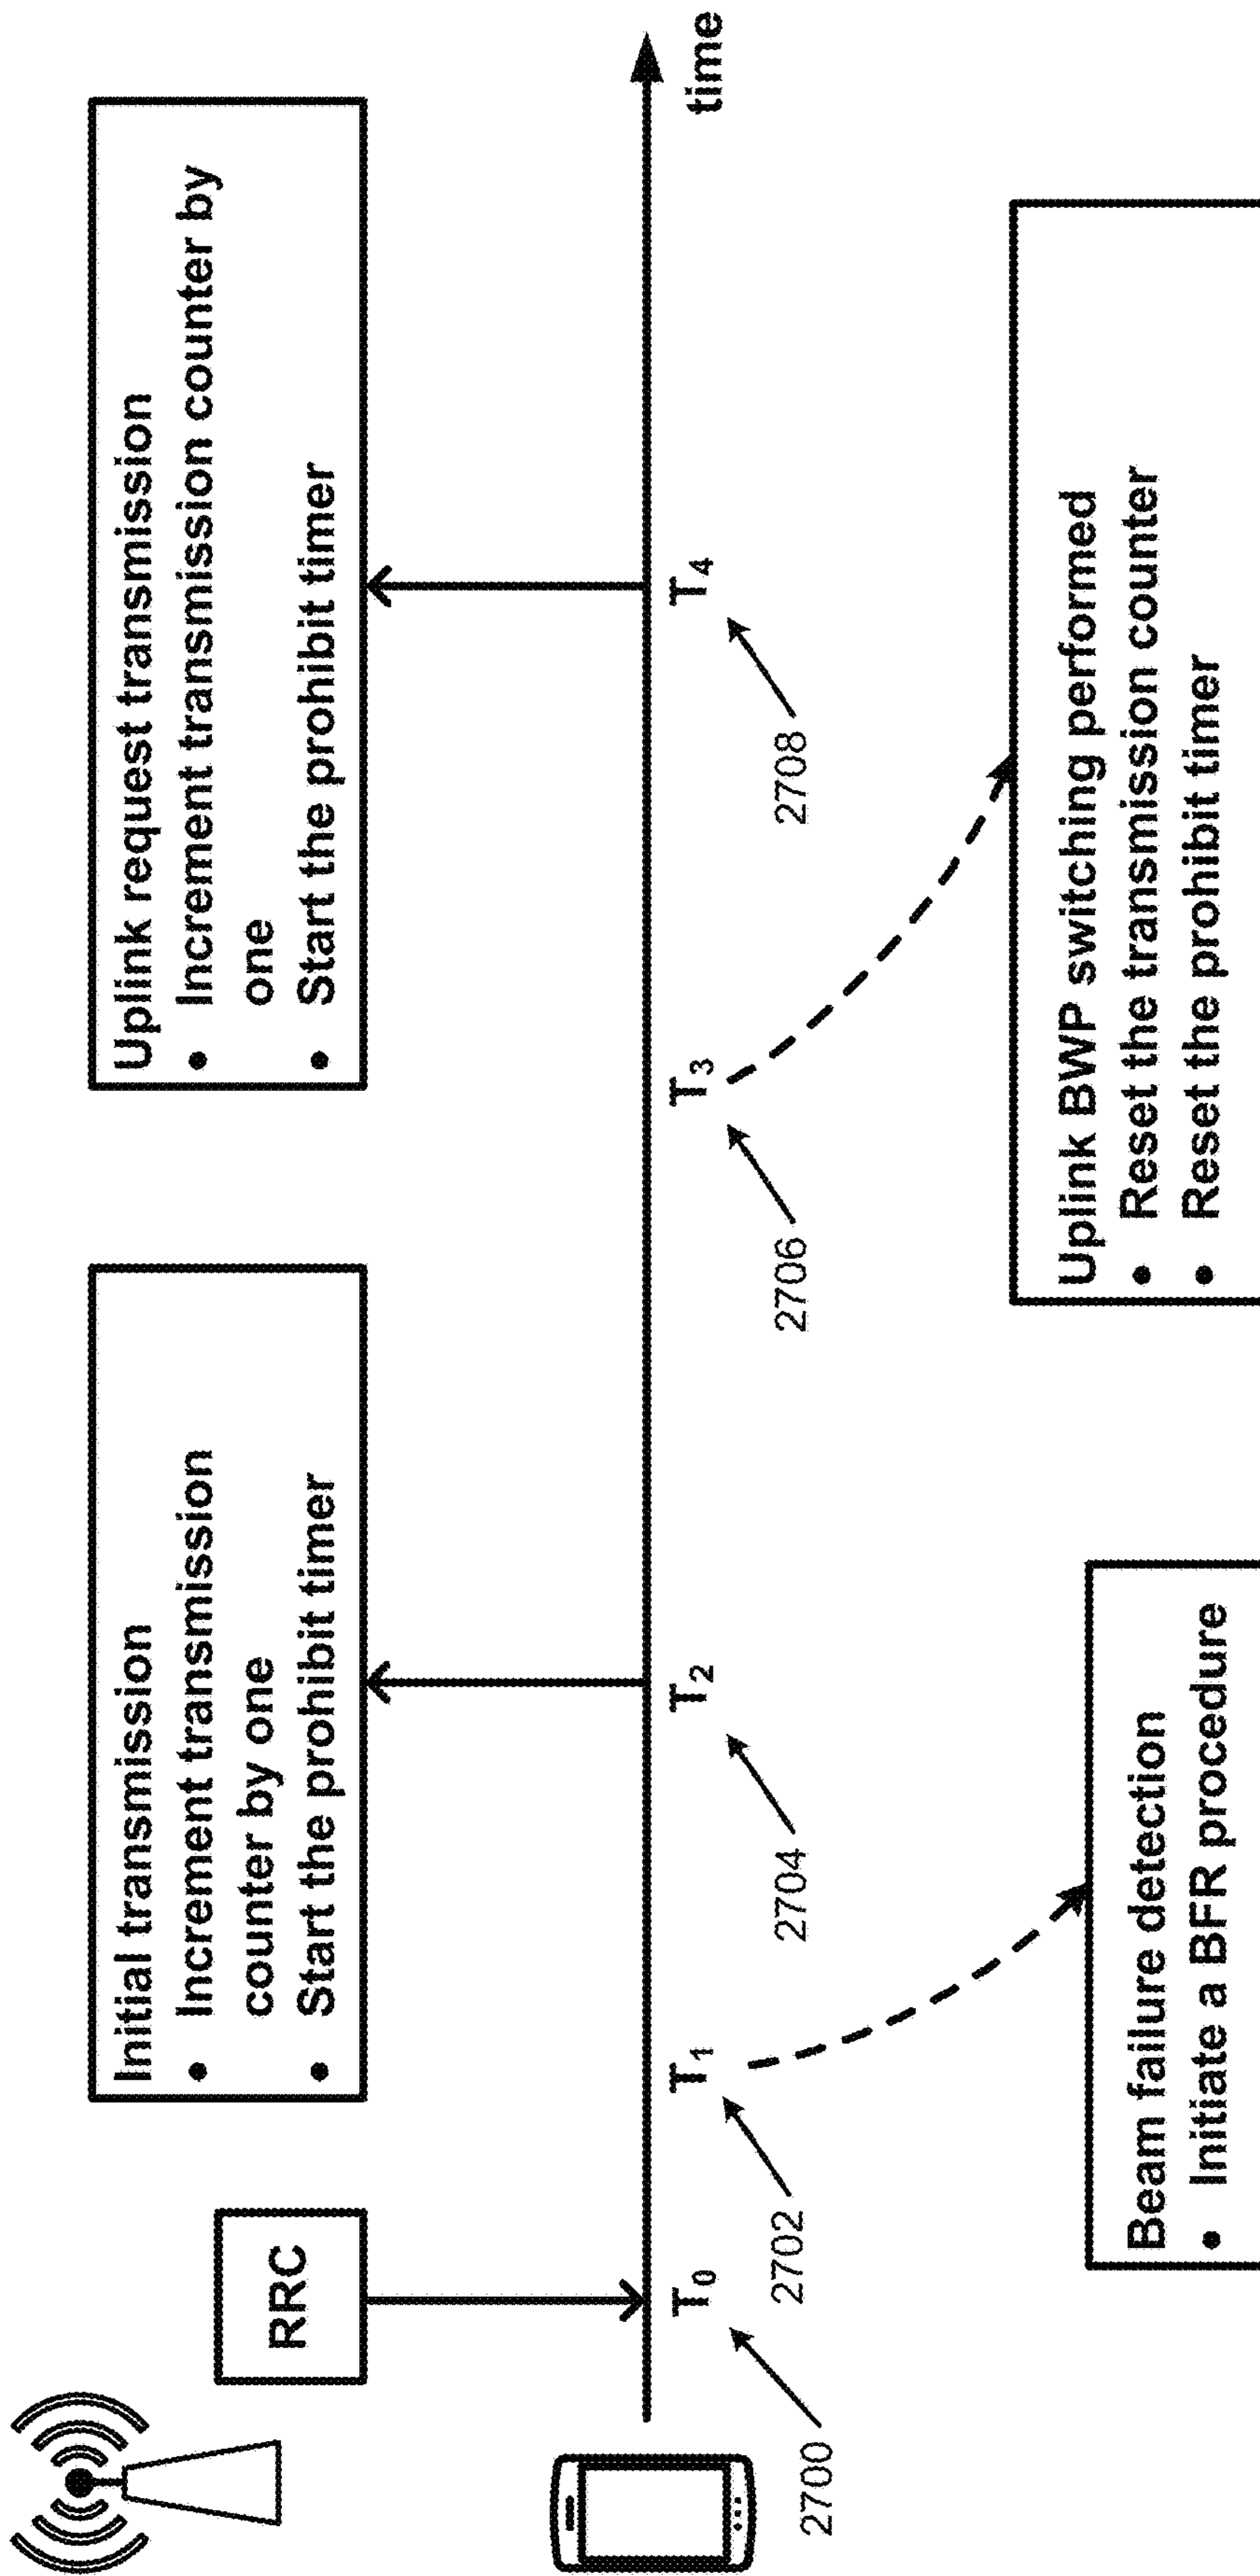 RRC
Initial transmission
• Increment transmission
counter by one
• Start the prohibit timer
Uplink request transmission
• Increment transmission counter by
one
• Start the prohibit timer
T0
T1
T2
T3
T4
time
2700
2702
2704
2706
2708
Beam failure detection
• Initiate a BFR procedure
Uplink BWP switching performed
• Reset the transmission counter
• Reset the prohibit timer